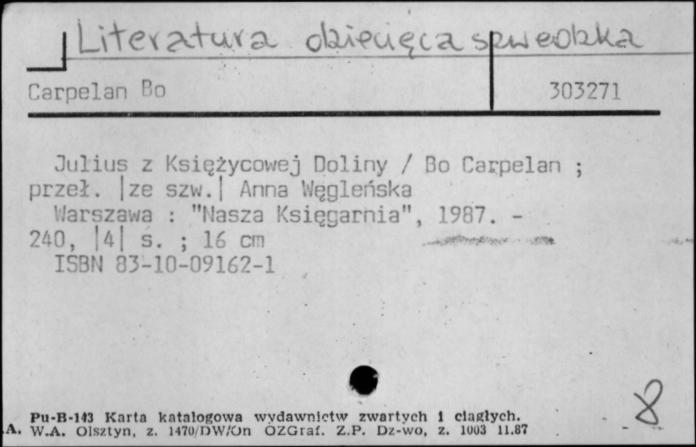 Literatura dziecięca szwedzka
Carpelan Bo 303271
Julius z Księżycowej Doliny / Bo Carpelan ;
przeł. |ze szw.| Anna Węgleńska
Warszawa : "Nasza Księgarnia", 1987. -
240, |4| s. ; 16 cm
ISBN 83-10-09162-1
8
Pu-B-143 Karta katalogowa wydawnictw zwartych i ciągłych.
.A. W.A. Olsztyn, z. 1470/DW/On OZGraf. Z.P. Dz-wo, z. 1003 11.87